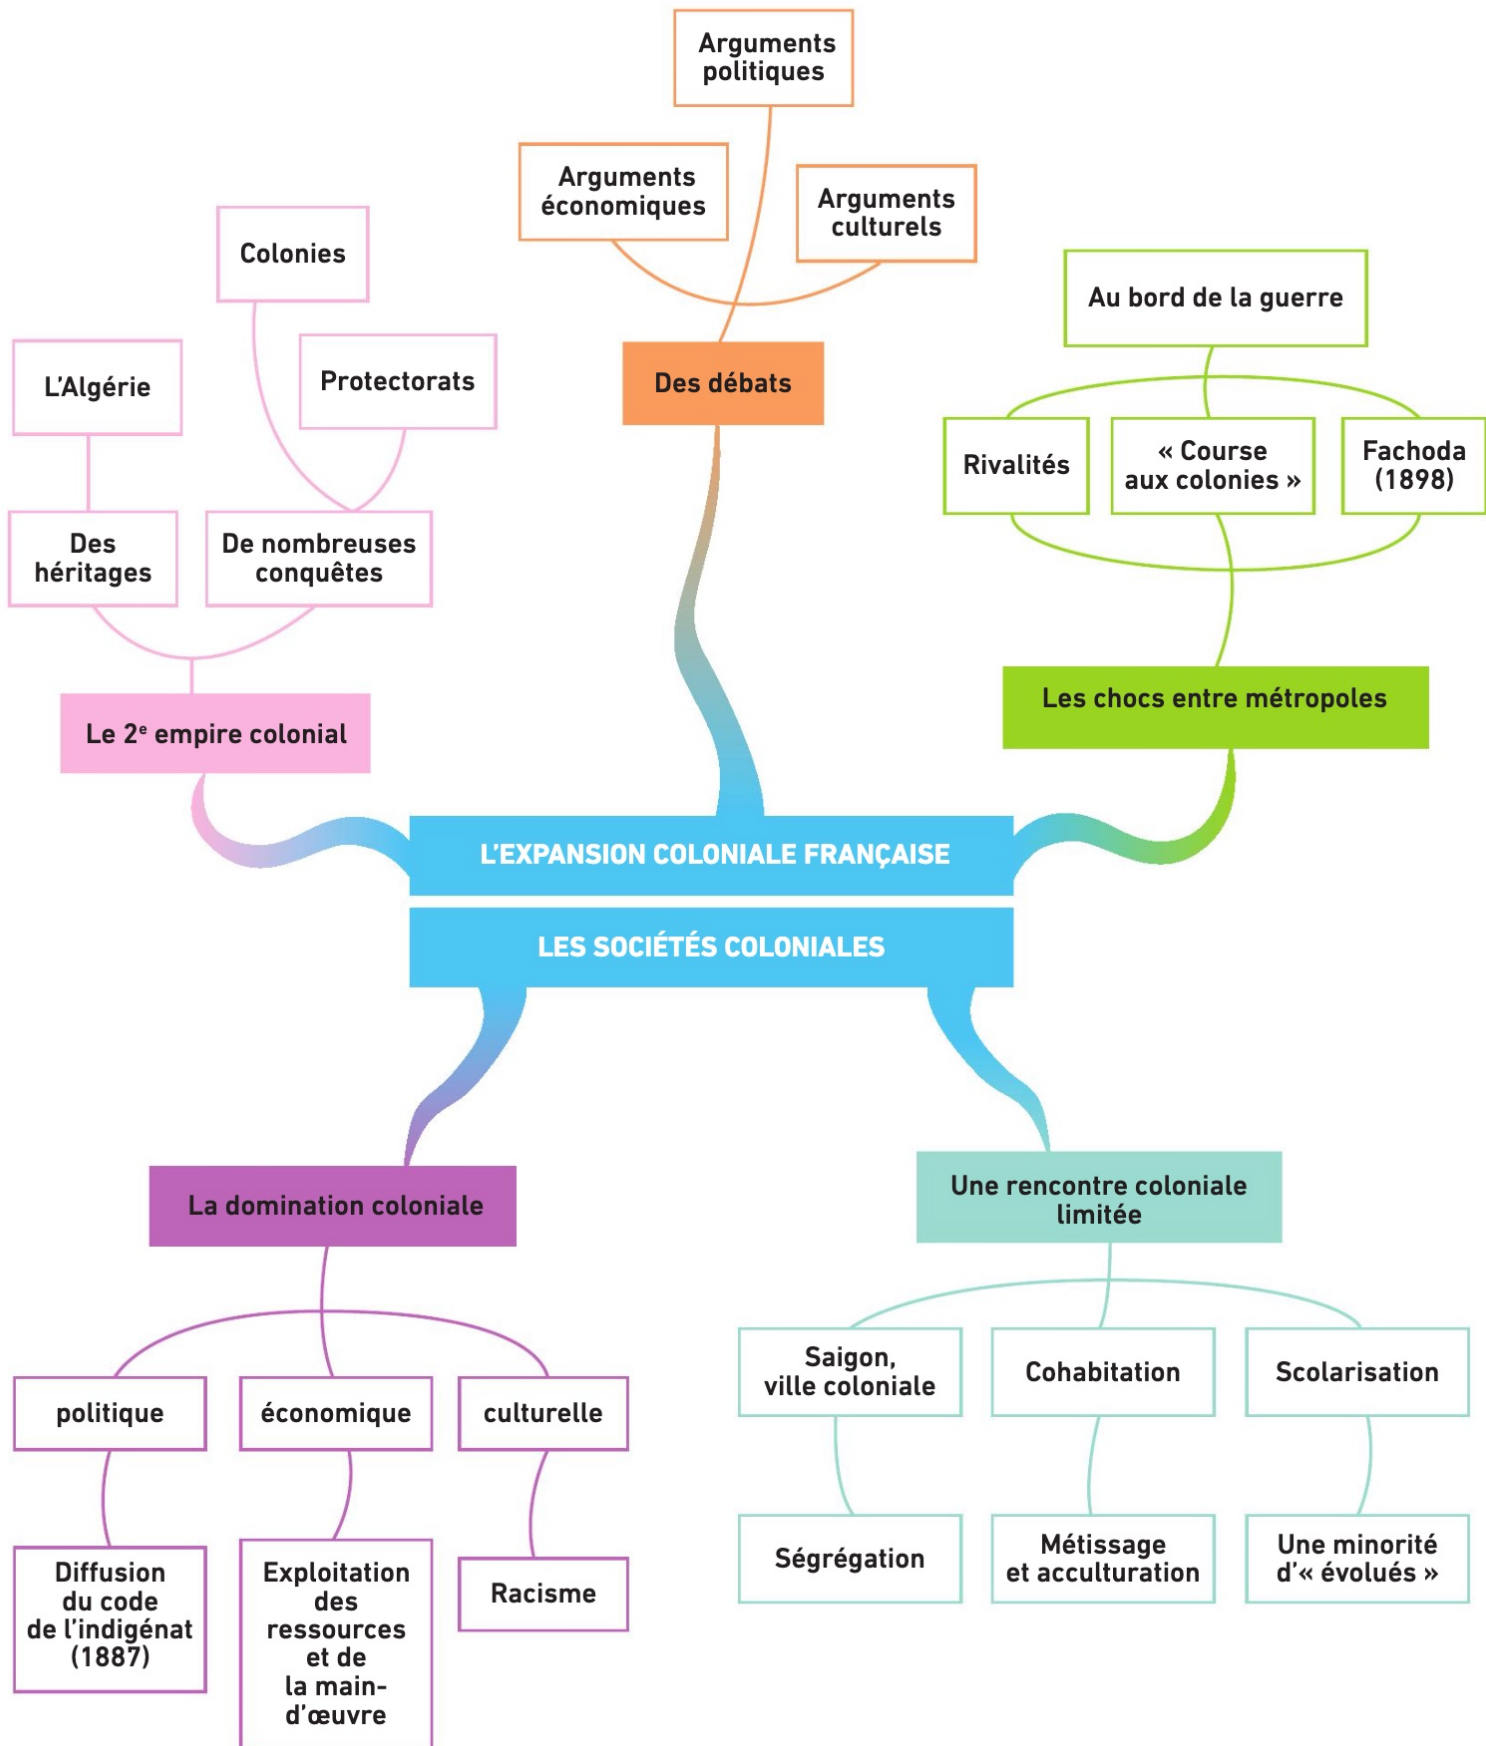 Arguments
politiques
Arguments
économiques
Arguments
culturels
Colonies
Au bord de la guerre
L’Algérie
Protectorats
Des débats
Rivalités
« Course
aux colonies »
Fachoda
(1898)
Des
héritages
De nombreuses
conquêtes
Le 2e empire colonial
Les chocs entre métropoles
L’EXPANSION COLONIALE FRANÇAISE
LES SOCIÉTÉS COLONIALES
La domination coloniale
Une rencontre coloniale
limitée
politique
économique
culturelle
Saigon,
ville coloniale
Cohabitation
Scolarisation
Diffusion
du code
de l’indigénat
(1887)
Exploitation
des
ressources
et de
la main-
d’œuvre
Racisme
Ségrégation
Métissage
et acculturation
Une minorité
d’« évolués »